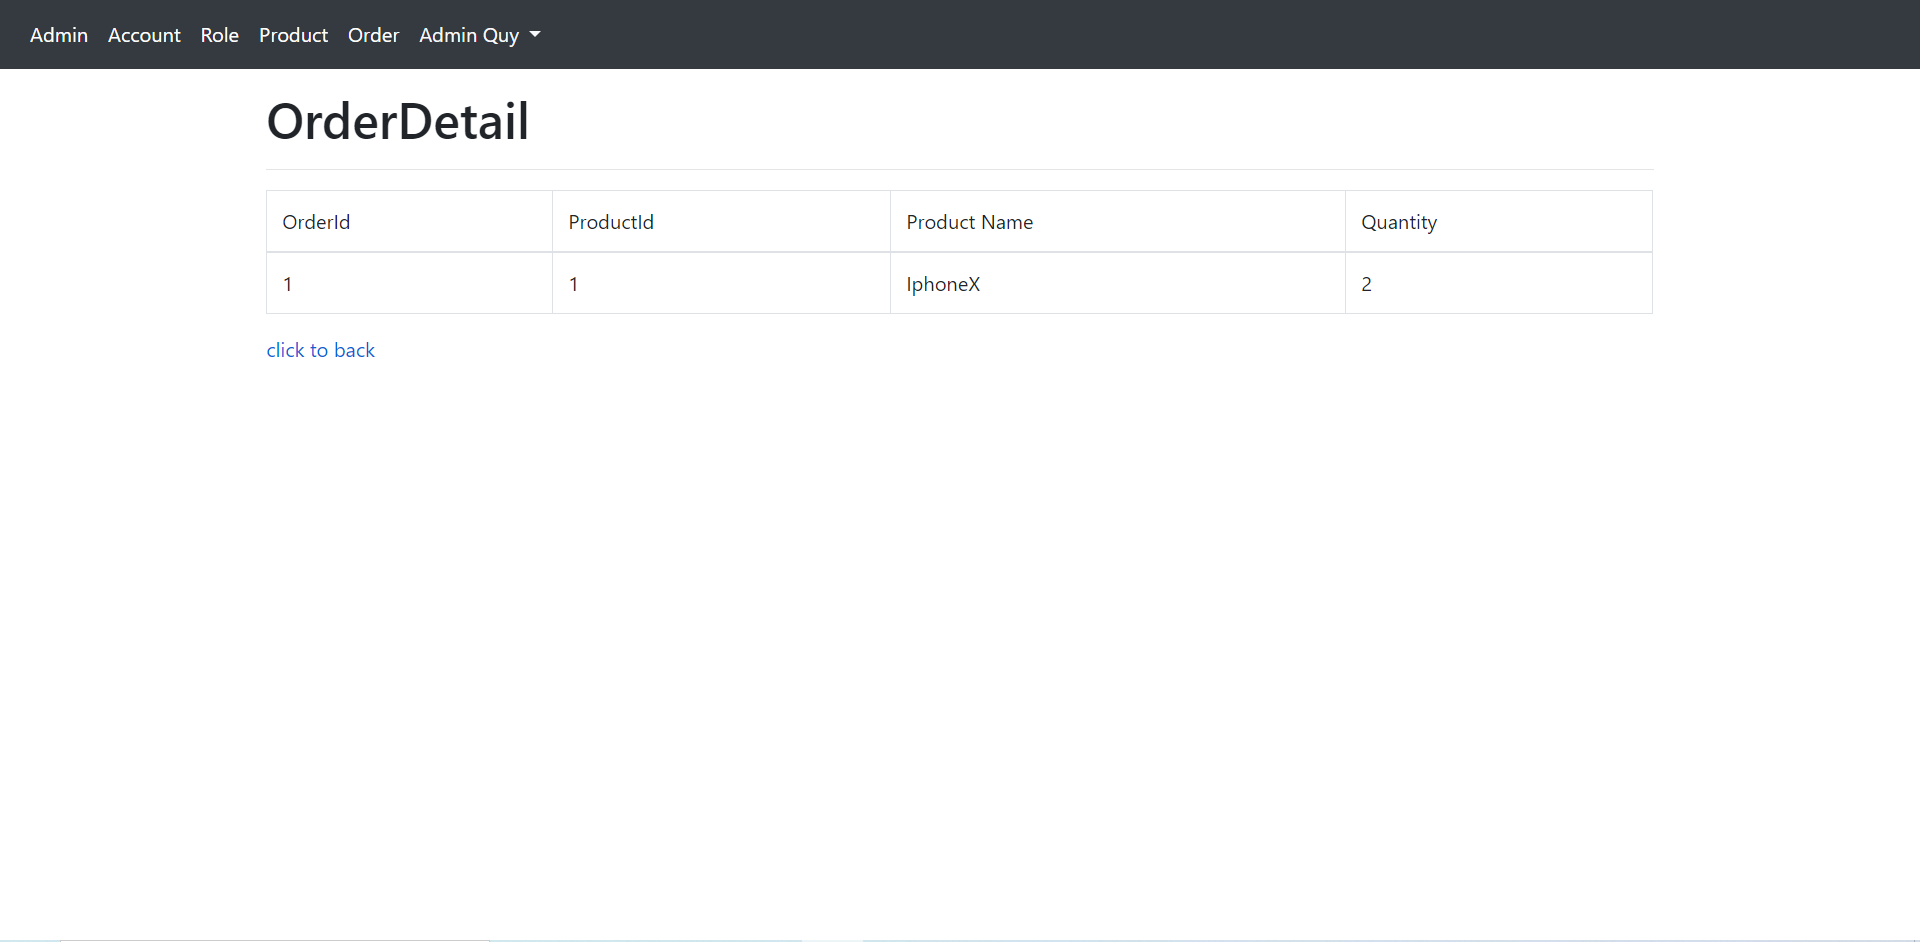 Admin Account Role Product Order Admin Quy
OrderDetail
OrderId ProductId Product Name Quantity
1 1 IphoneX 2
click to back